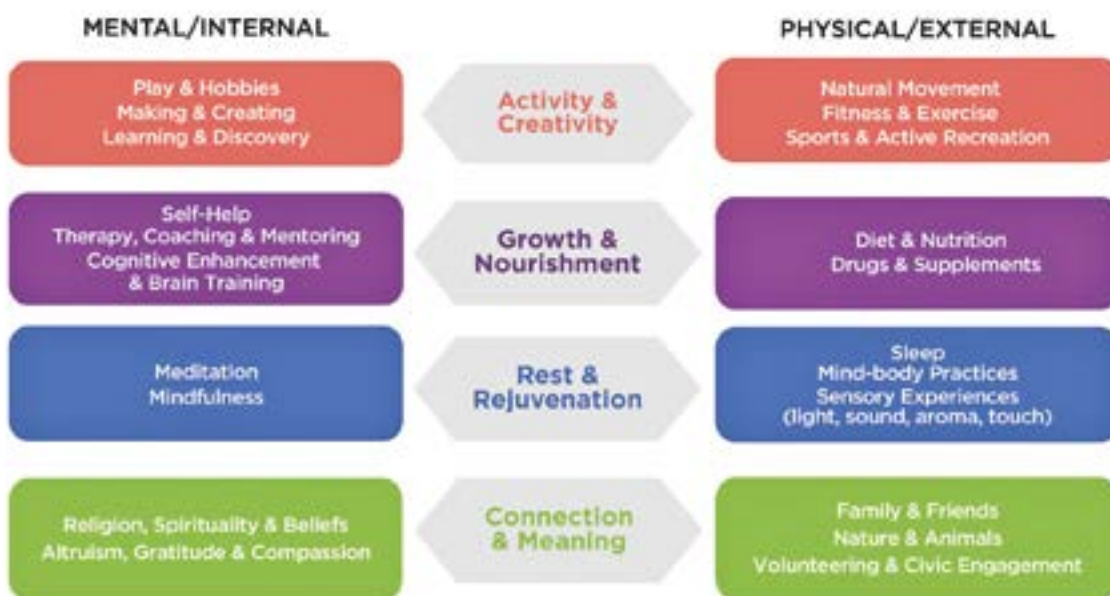 MENTAL/INTERNAL
PHYSICAL/EXTERNAL
Play & Hobbies
Making & Creating
Learning & Discovery
Activity &
Creativity
Natural Movement
Fitness & Exercise
Sports & Active Recreation
Self-Help
Therapy, Coaching & Mentoring
Cognitive Enhancement
& Brain Training
Growth &
Nourishment
Diet & Nutrition
Drugs & Supplements
Meditation
Mindfulness
Rest &
Rejuvenation
Sleep
Mind-body Practices
Sensory Experiences
(light, sound, aroma, touch)
Religion, Spirituality & Beliefs
Altruism, Gratitude & Compassion
Connection
& Meaning
Family & Friends
Nature & Animals
Volunteering & Civic Engagement